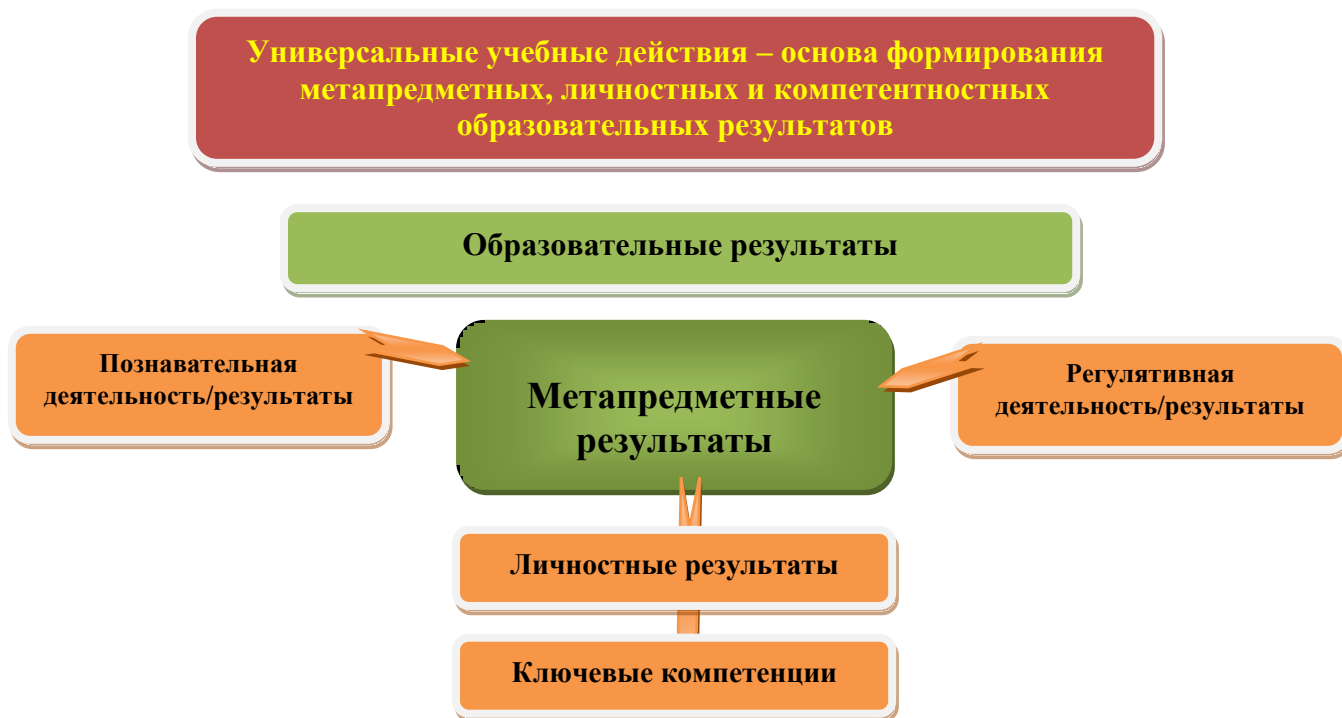 Универсальные учебные действия – основа формирования
метапредметных, личностных и компетентностных
образовательных результатов
Образовательные результаты
Познавательная
деятельность/результаты
Метапредметные
результаты
Регулятивная
деятельность/результаты
Личностные результаты
Ключевые компетенции